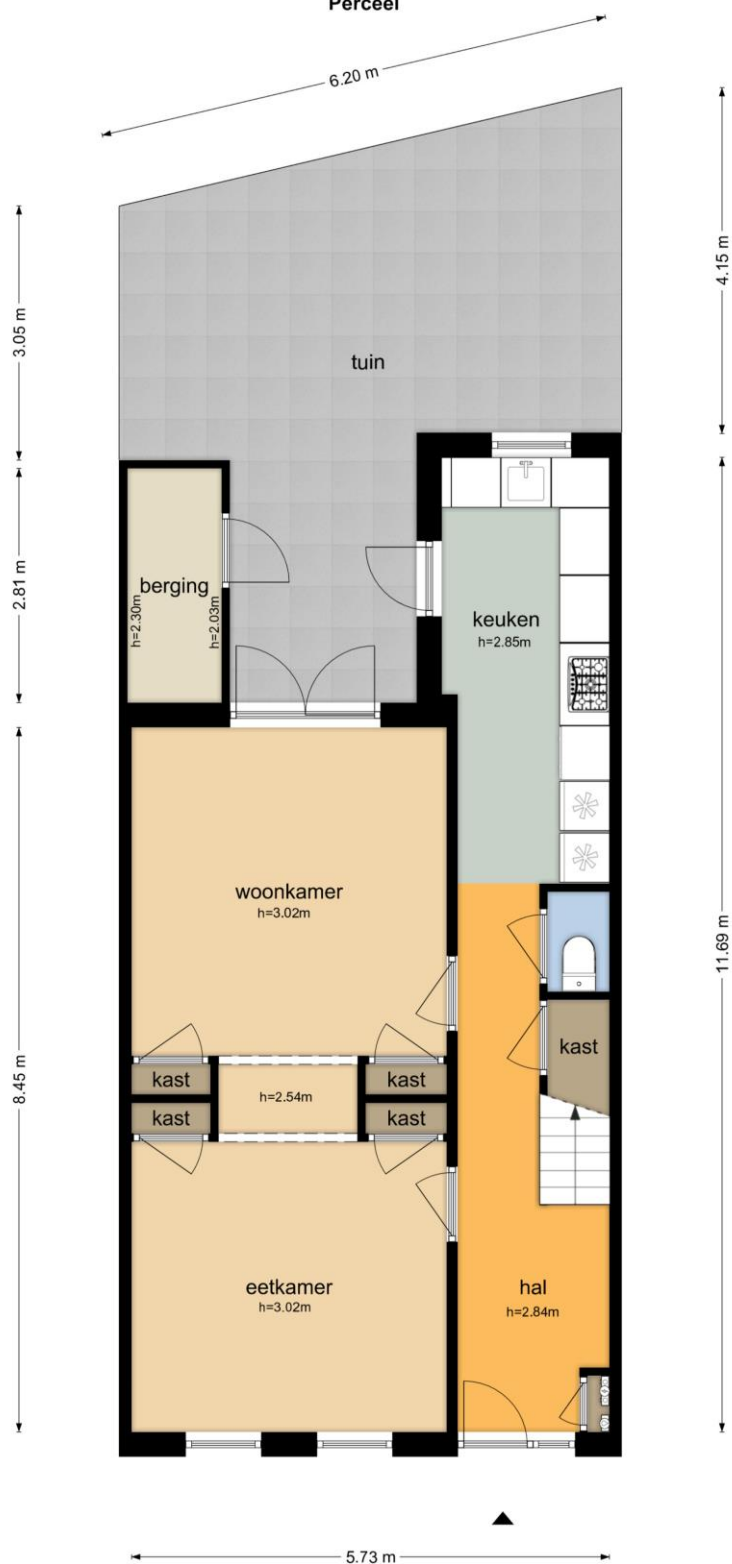 Perceel
6.20 m
4.15 m
3.05 m
tuin
2.81 m
berging
h=2.30m
h=2.03m
keuken
h=2.85m
woonkamer
h=3.02m
11.69 m
8.45 m
kast
kast
kast
h=2.54m
kast
kast
eetkamer
h=3.02m
hal
h=2.84m
5.73 m